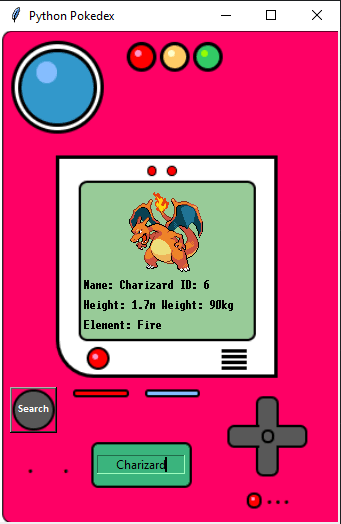 Python Pokedex
Name: Charizard ID: 6
Height: 1.7m Weight: 90kg
Element: Fire
Search
Charizard